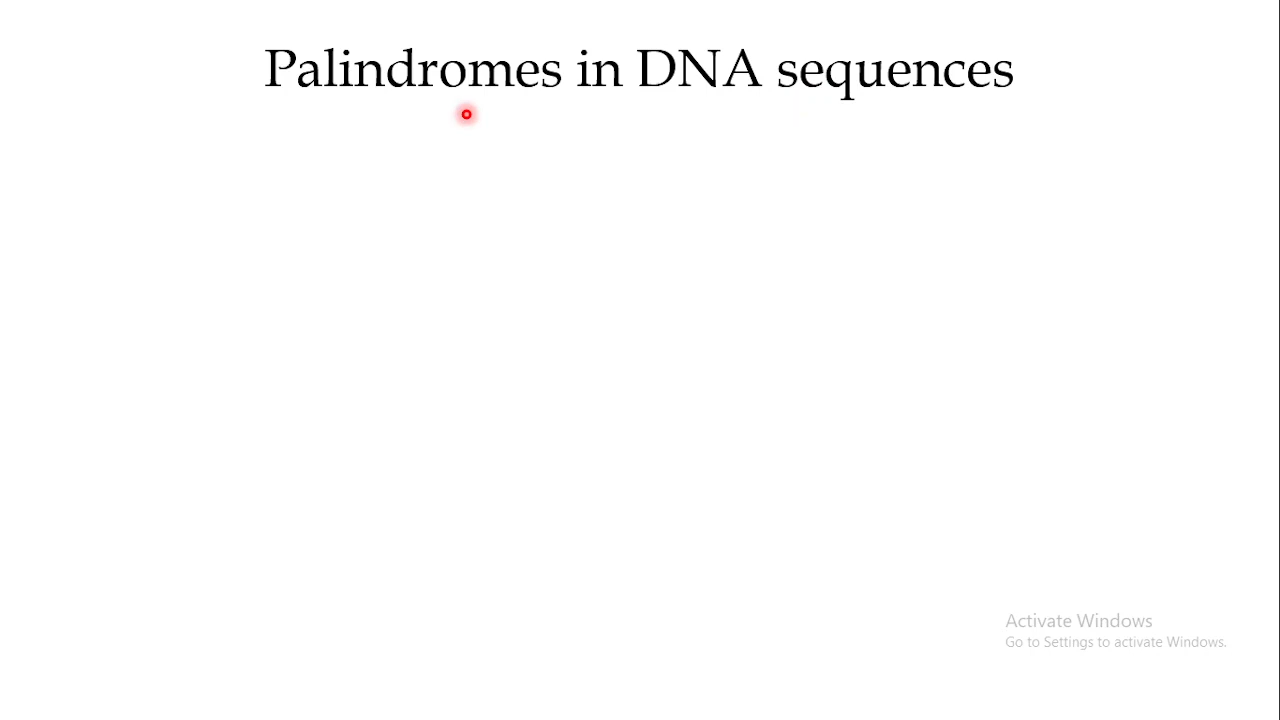 Palindromes in DNA sequences
Activate Windows
Go to Settings to activate Windows.